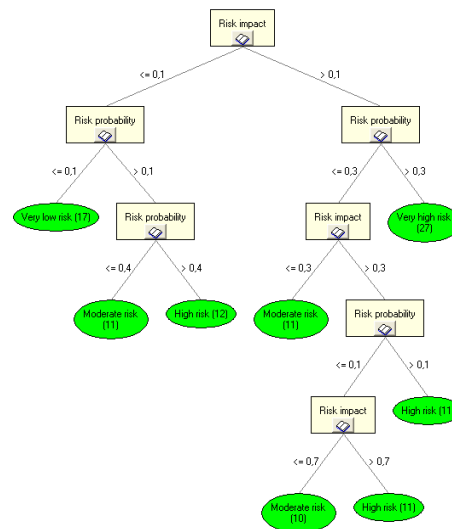 Risk impact
<= 0,1
> 0,1
Risk probability
Risk probability
<= 0,1
> 0,1
<= 0,3
> 0,3
Very low risk (17)
Risk probability
Risk impact
Very high risk
(27)
<= 0,4
> 0,4
<= 0,3
> 0,3
Moderate risk
(11)
High risk (12)
Moderate risk
(11)
Risk probability
<= 0,1
> 0,1
Risk impact
High risk (11
<= 0,7
> 0,7
Moderate risk
(10)
High risk (11)